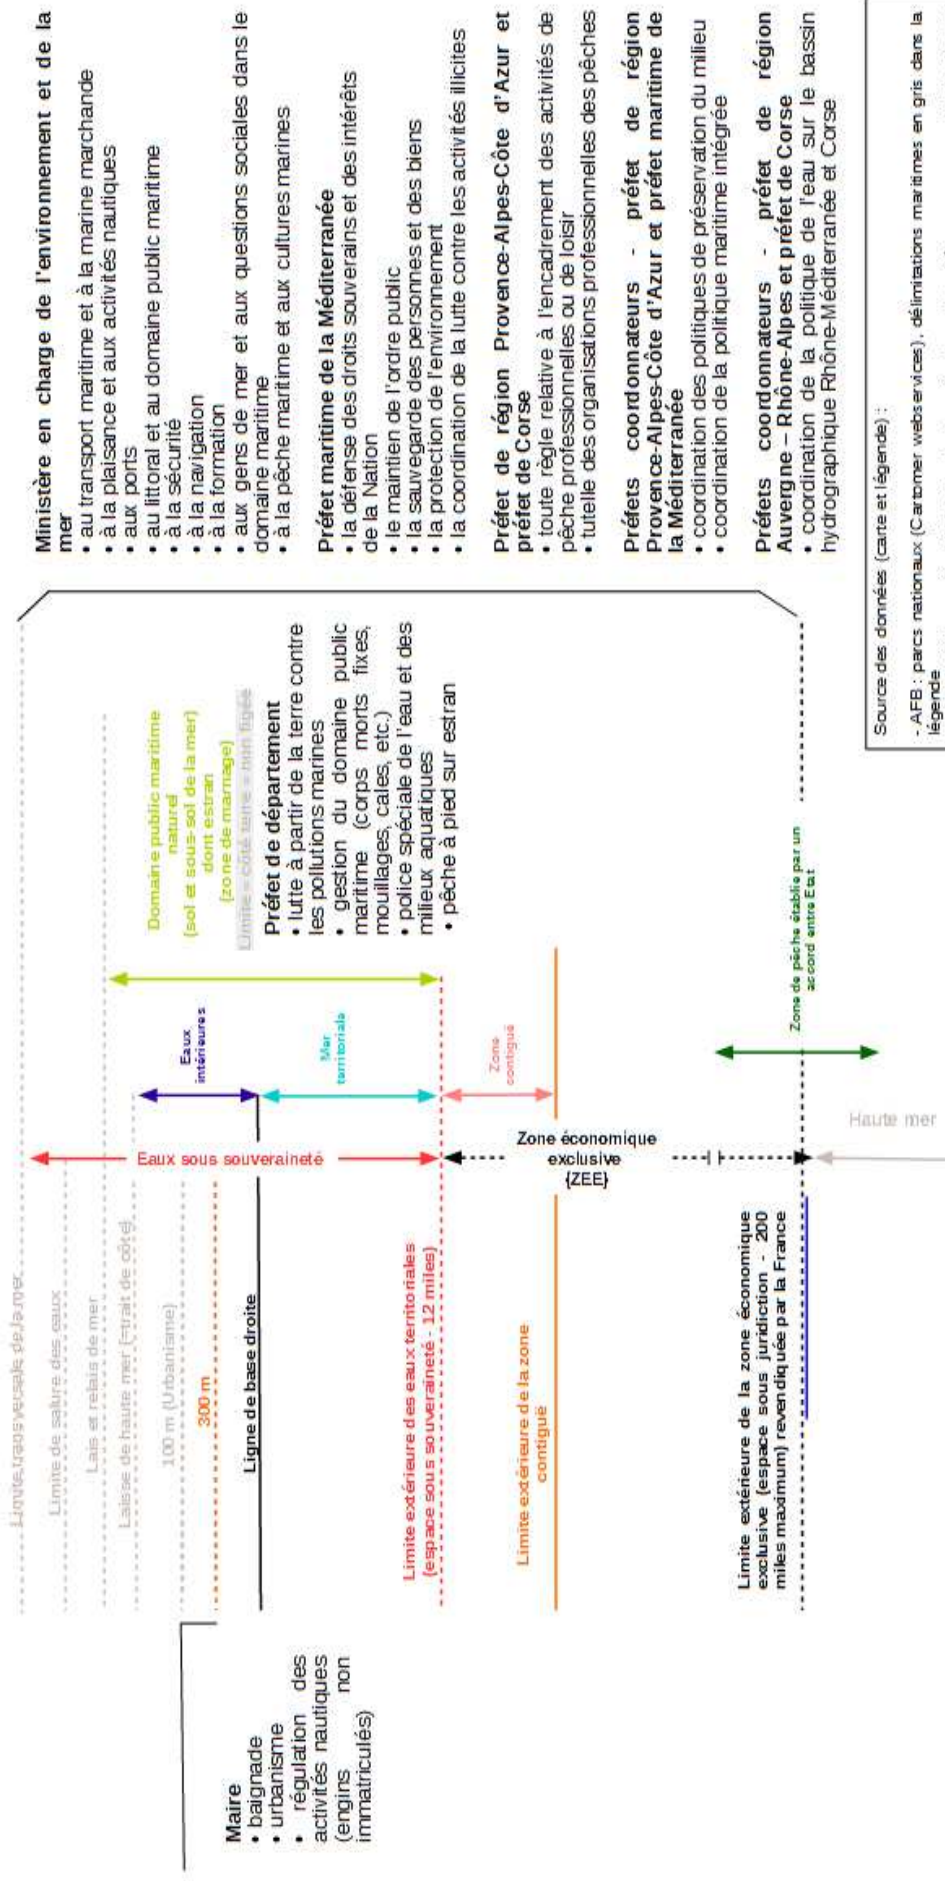 Limite transversale de la mer
Limite de salure des eaux
Lais et relais de mer
Laisse de haute mer (=trait de côte)
100 m (Urbanisme)
300 m
Ligne de base droite
Limite extérieure des eaux territoriales
(espace sous souveraineté - 12 miles)
Limite extérieure de la zone
contiguë
Limite extérieure de la zone économique
exclusive (espace sous juridiction - 200
miles maximum) revendiquée par la France
Maire
• baignade
• urbanisme
• régulation des
activités nautiques
(engins non
immatriculés)
Eaux sous souveraineté
Zone économique
exclusive
(ZEE)
Haute mer
Eaux
intérieures
Mer
territoriale
Zone
contiguë
Zone de pêche établie par un
accord entre Etat
Domaine public maritime
naturel
(sol et sous-sol de la mer)
dont estran
(zone de marnage)
Limite « côté terre » non figée
Préfet de département
• lutte à partir de la terre contre
les pollutions marines
• gestion du domaine public
maritime (corps morts fixes,
mouillages, cales, etc.)
• police spéciale de l'eau et des
milieux aquatiques
• pêche à pied sur estran
Ministère en charge de l'environnement et de la
mer
• au transport maritime et à la marine marchande
• à la plaisance et aux activités nautiques
• aux ports
• au littoral et au domaine public maritime
• à la sécurité
• à la navigation
• à la formation
• aux gens de mer et aux questions sociales dans le
domaine maritime
• à la pêche maritime et aux cultures marines
Préfet maritime de la Méditerranée
• la défense des droits souverains et des intérêts
de la Nation
• le maintien de l'ordre public
• la sauvegarde des personnes et des biens
• la protection de l'environnement
• la coordination de la lutte contre les activités illicites
Préfet de région Provence-Alpes-Côte d'Azur et
préfet de Corse
• toute règle relative à l'encadrement des activités de
pêche professionnelles ou de loisir
• tutelle des organisations professionnelles des pêches
Préfets coordonnateurs - préfet de région
Provence-Alpes-Côte d'Azur et préfet maritime de
la Méditerranée
• coordination des politiques de préservation du milieu
• coordination de la politique maritime intégrée
Préfets coordonnateurs - préfet de région
Auvergne – Rhône-Alpes et préfet de Corse
• coordination de la politique de l'eau sur le bassin
hydrographique Rhône-Méditerranée et Corse
Source des données (carte et légende) :
- AFB : parcs nationaux (Cartomer webservices), délimitations maritimes en gris dans la
légende